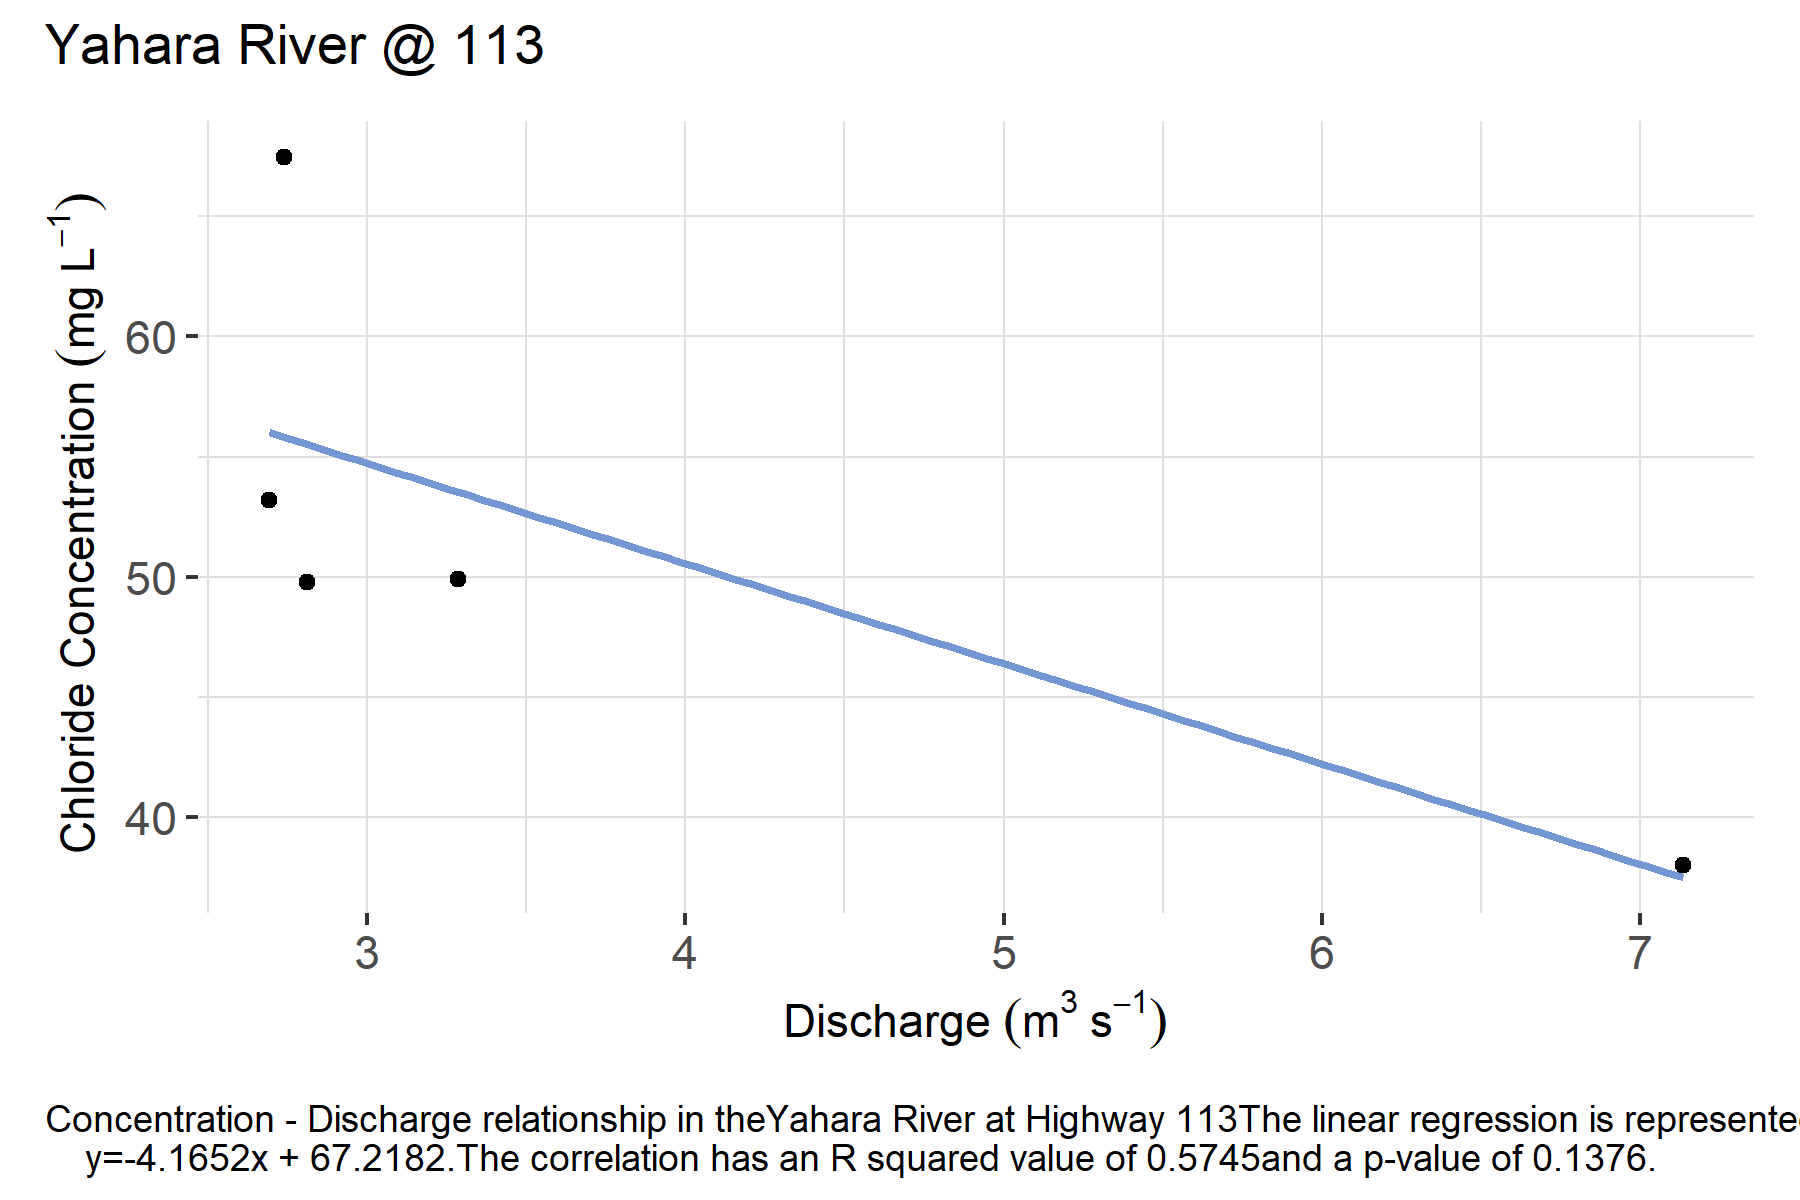 Yahara River @ 113
Chloride Concentration (mg L⁻¹)
60
50
40
3 4 5 6 7
Discharge (m³ s⁻¹)
Concentration - Discharge relationship in theYahara River at Highway 113The linear regression is represente
y=-4.1652x + 67.2182.The correlation has an R squared value of 0.5745and a p-value of 0.1376.